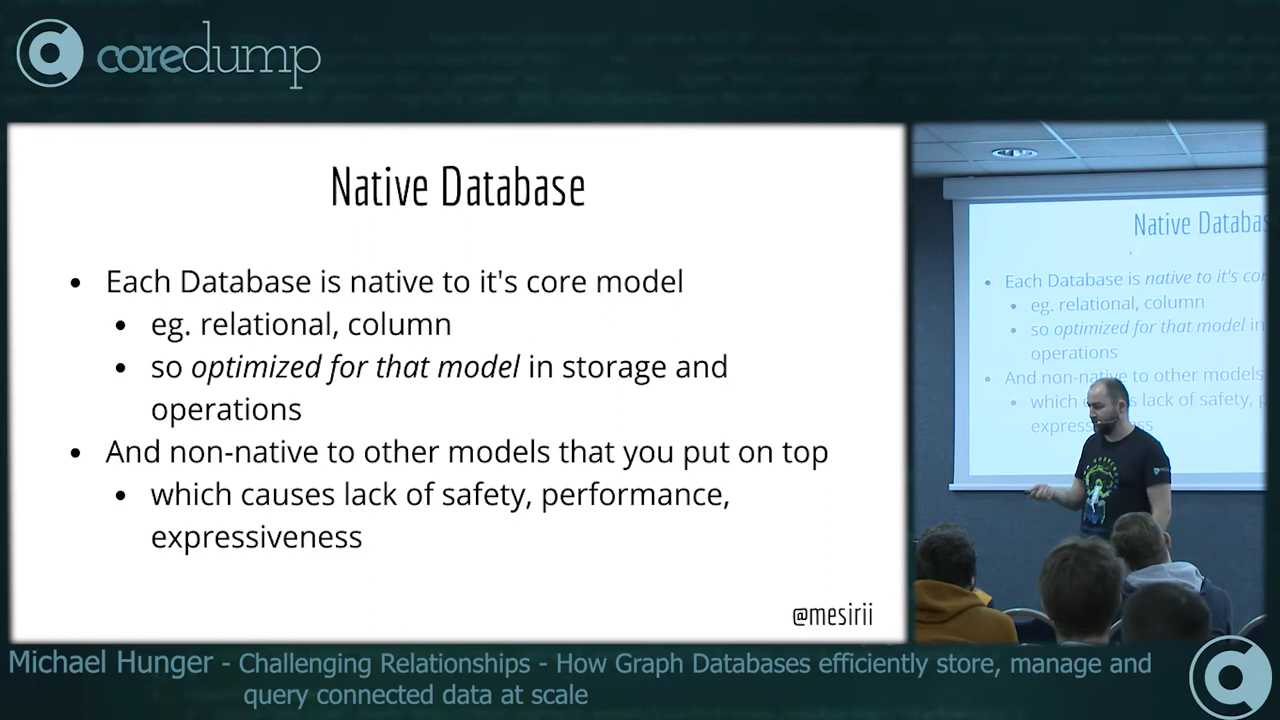 coredump
Native Database
Each Database is native to it's core model
eg. relational, column
so optimized for that model in storage and
operations
And non-native to other models that you put on top
which causes lack of safety, performance,
expressiveness
@mesirii
Native Databas
Each Database is native to it's cor
eg. relational, column
so optimized for that model in
operations
And non-native to other models
which s lack of safety, p
expres ess
Michael Hunger - Challenging Relationships - How Graph Databases efficiently store, manage and
query connected data at scale